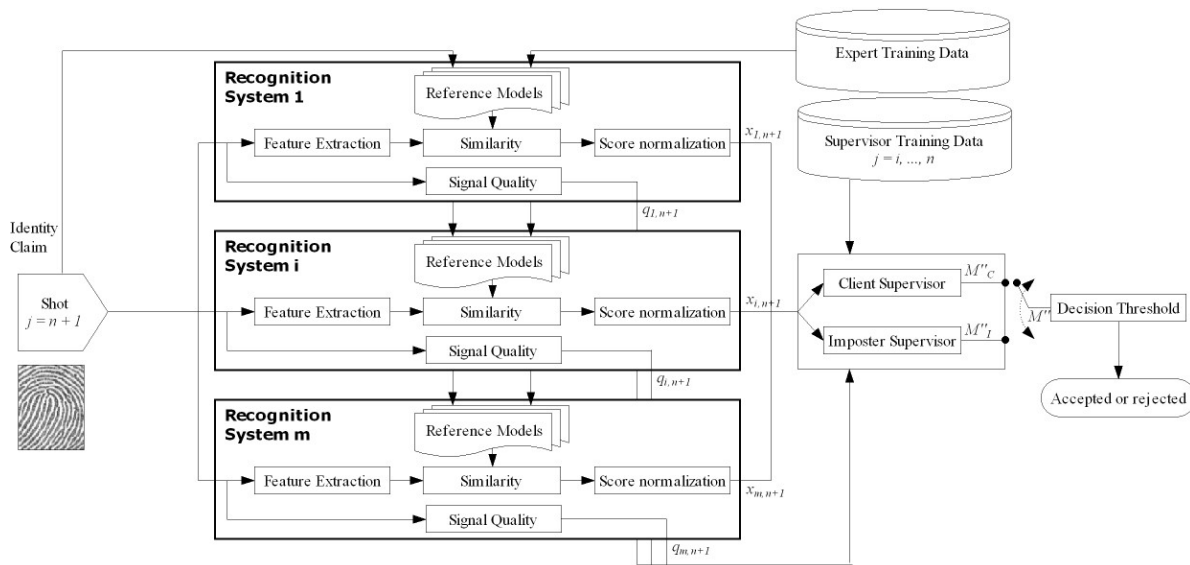 Expert Training Data
Recognition
System 1
Reference Models
Feature Extraction
Similarity
Score normalization
x1,n+1
Signal Quality
q1,n+1
Supervisor Training Data
j = i, ..., n
Identity
Claim
Shot
j = n + 1
Recognition
System i
Reference Models
Feature Extraction
Similarity
Score normalization
xi,n+1
Signal Quality
qi,n+1
Client Supervisor
M''C
Imposter Supervisor
M''I
M''
Decision Threshold
Accepted or rejected
Recognition
System m
Reference Models
Feature Extraction
Similarity
Score normalization
xm,n+1
Signal Quality
qm,n+1